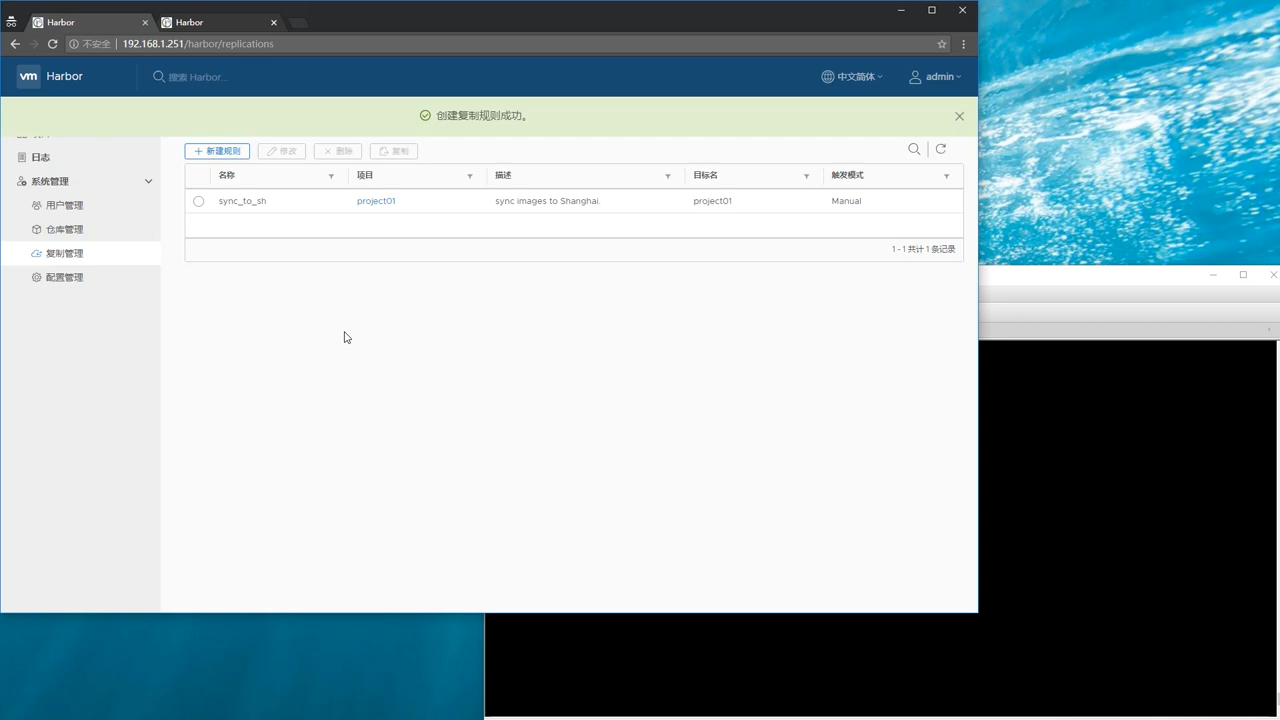 Harbor
Harbor
不安全 192.168.1.251/harbor/replications
vm Harbor 搜索 Harbor... 中文简体 admin
创建复制规则成功。
日志
系统管理
用户管理
仓库管理
复制管理
配置管理
新建规则 修改 删除 复制
名称 项目 描述 目标名 触发模式
sync_to_sh project01 sync images to Shanghai. project01 Manual
1 - 1 共计 1 条记录